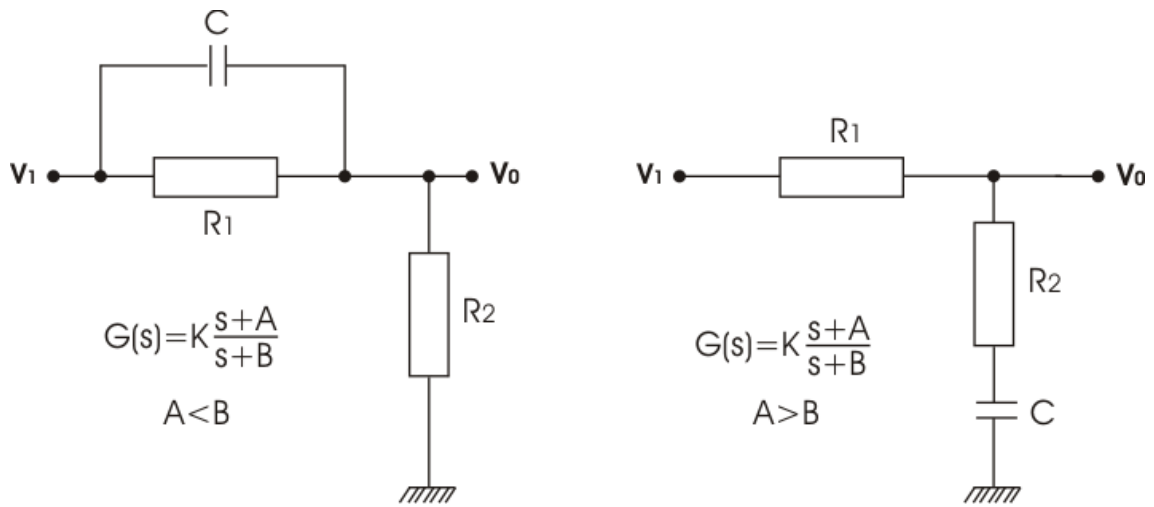 C
V1
R1
V0
R2
G(s)=K s+A
s+B
A<B
R1
V1
V0
R2
G(s)=K s+A
s+B
A>B
C